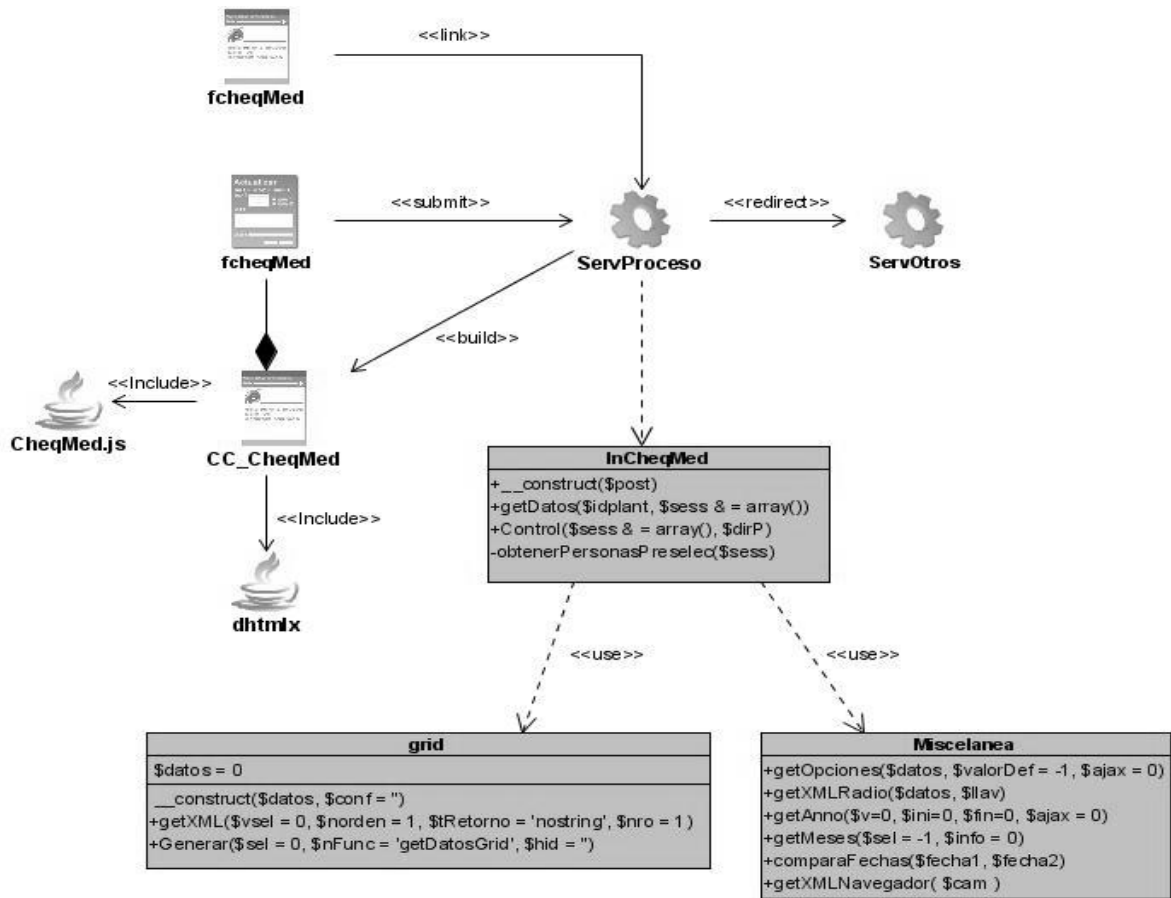 <<link>>
fcheqMed
Actualizar
<<submit>>
<<redirect>>
fcheqMed
ServProceso
ServOtros
<<build>>
<<Include>>
CheqMed.js
CC_CheqMed
<<Include>>
dhtmlx
InCheqMed
+__construct($post)
+getDatos($idplant, $sess & = array())
+Control($sess & = array(), $dirP)
-obtenerPersonasPreselec($sess)
<<use>>
<<use>>
grid
$datos = 0
__construct($datos, $conf = '')
+getXML($vsel = 0, $norden = 1, $tRetorno = 'nostring', $nro = 1 )
+Generar($sel = 0, $nFunc = 'getDatosGrid', $hid = '')
Miscelanea
+getOpciones($datos, $valorDef = -1, $ajax = 0)
+getXMLRadio($datos, $llav)
+getAnno($v=0, $ini=0, $fin=0, $ajax = 0)
+getMeses($sel = -1, $info = 0)
+comparaFechas($fecha1, $fecha2)
+getXMLNavegador( $cam )